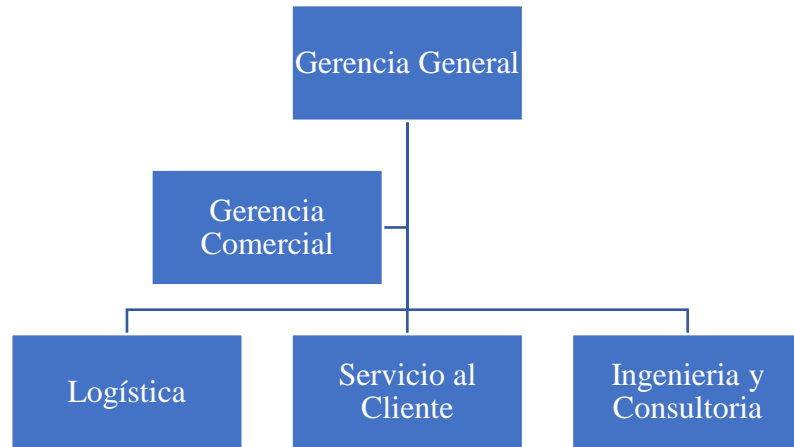 Gerencia General
Gerencia
Comercial
Logística
Servicio al
Cliente
Ingenieria y
Consultoria